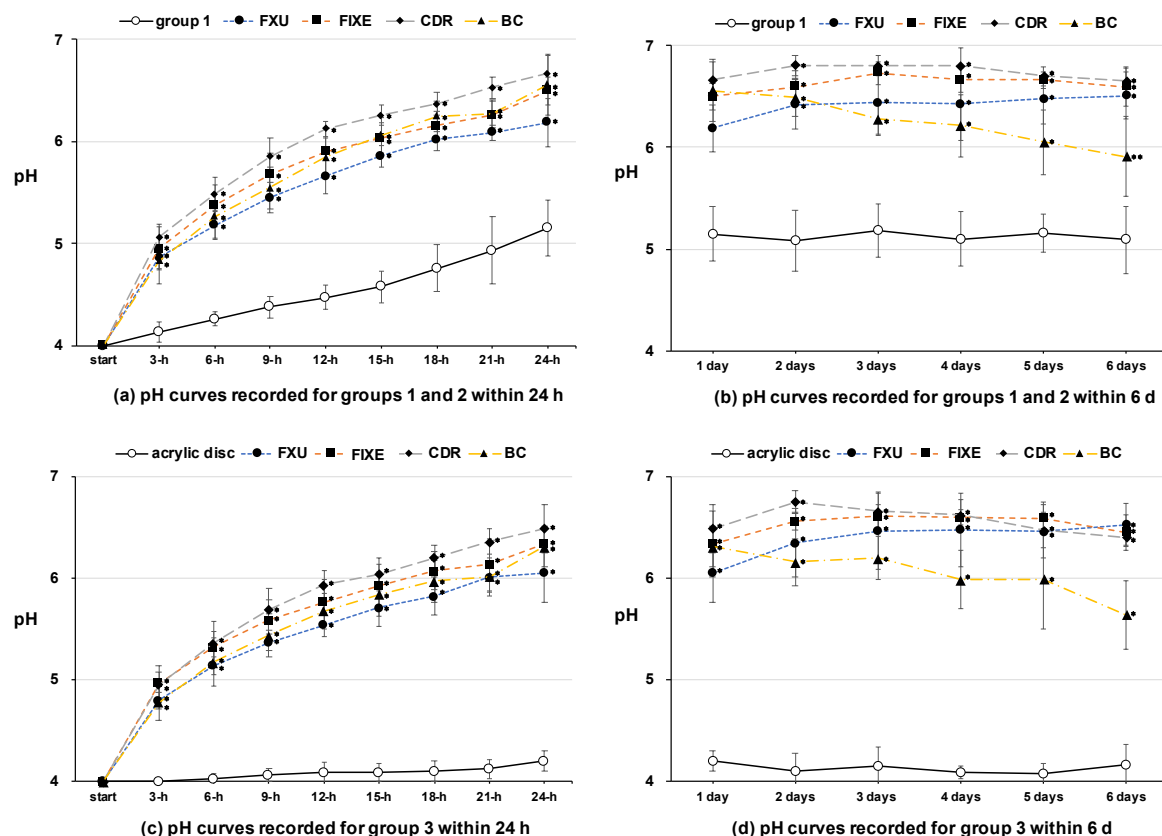 group 1 FXU FIXE CDR BC
7
6
pH
5
4
start 3-h 6-h 9-h 12-h 15-h 18-h 21-h 24-h
(a) pH curves recorded for groups 1 and 2 within 24 h
group 1 FXU FIXE CDR BC
7
6
pH
5
4
1 day 2 days 3 days 4 days 5 days 6 days
(b) pH curves recorded for groups 1 and 2 within 6 d
acrylic disc FXU FIXE CDR BC
7
6
pH
5
4
start 3-h 6-h 9-h 12-h 15-h 18-h 21-h 24-h
(c) pH curves recorded for group 3 within 24 h
acrylic disc FXU FIXE CDR BC
7
6
pH
5
4
1 day 2 days 3 days 4 days 5 days 6 days
(d) pH curves recorded for group 3 within 6 d